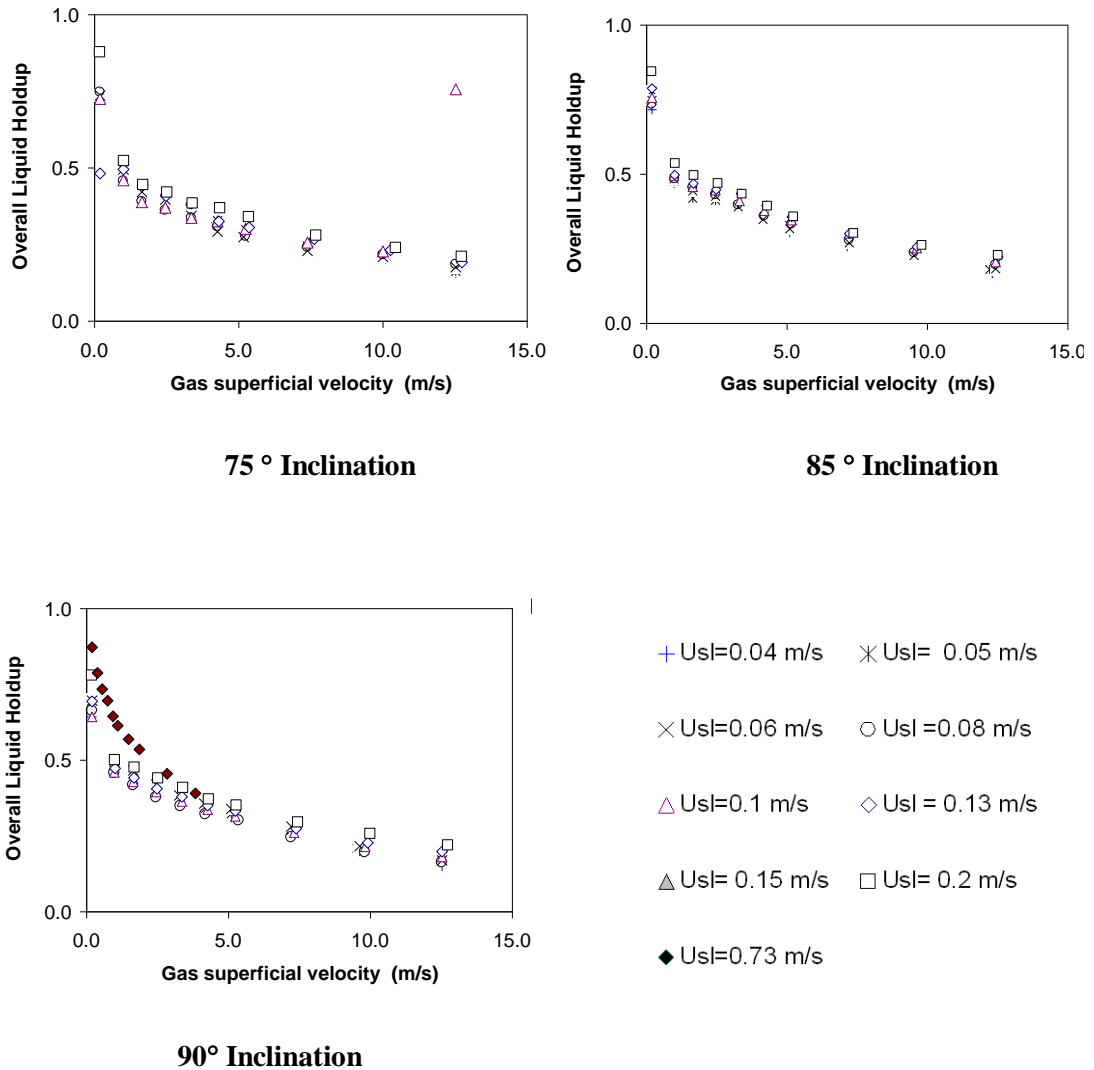 1.0
0.5
0.0
Overall Liquid Holdup
0.0 5.0 10.0 15.0
Gas superficial velocity (m/s)
75 ° Inclination
1.0
0.5
0.0
Overall Liquid Holdup
0.0 5.0 10.0 15.0
Gas superficial velocity (m/s)
85 ° Inclination
1.0
0.5
0.0
Overall Liquid Holdup
0.0 5.0 10.0 15.0
Gas superficial velocity (m/s)
90° Inclination
Usl=0.04 m/s Usl= 0.05 m/s
Usl=0.06 m/s Usl =0.08 m/s
Usl=0.1 m/s Usl = 0.13 m/s
Usl= 0.15 m/s Usl= 0.2 m/s
Usl=0.73 m/s